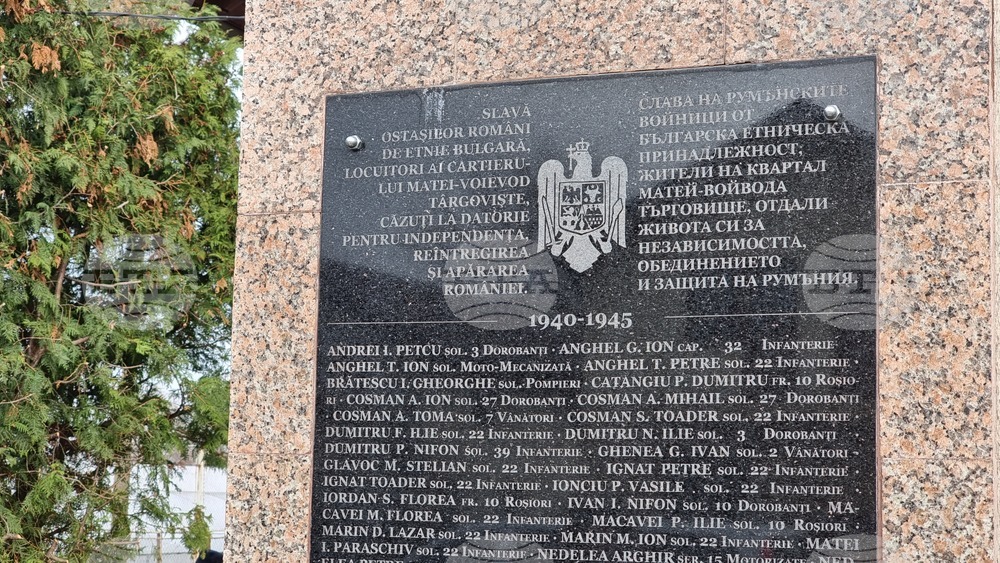 SLAVĂ
OSTAȘILOR ROMÂNI
DE ETNIE BULGARĂ,
LOCUITORI AI CARTIERU-
LUI MATEI-VOIEVOD
TÂRGOVIȘTE,
CĂZUȚI LA DATORIE
PENTRU INDEPENDENȚA,
REÎNTREGIREA
ȘI APĂRAREA
ROMÂNIEI.
СЛАВА НА РУМЪНСКИТЕ
ВОЙНИЦИ ОТ
БЪЛГАРСКА ЕТНИЧЕСКА
ПРИНАДЛЕЖНОСТ,
ЖИТЕЛИ НА КВАРТАЛ
МАТЕЙ-ВОЙВОДА
ТЪРГОВИЩЕ, ОТДАЛИ
ЖИВОТА СИ ЗА
НЕЗАВИСИМОСТТА,
ОБЕДИНЕНИЕТО
И ЗАЩИТА НА РУМЪНИЯ.
1940-1945
ANDREI I. PETCU SOL. 3 DOROBANȚI · ANGHEL G. ION CAP. 32 INFANTERIE
ANGHEL T. ION SOL. MOTO-MECANIZATĂ · ANGHEL T. PETRE SOL. 22 INFANTERIE ·
BRĂTESCU I. GHEORGHE SOL. POMPIERI · CATANGIU P. DUMITRU FR. 10 ROȘIO-
RI · COSMAN A. ION SOL. 27 DOROBANȚI · COSMAN A. MIHAIL SOL. 27 DOROBANȚI
· COSMAN A. TOMA SOL. 7 VÂNĂTORI · COSMAN S. TOADER SOL. 22 INFANTERIE ·
DUMITRU F. ILIE SOL. 22 INFANTERIE · DUMITRU N. ILIE SOL. 3 DOROBANȚI ·
DUMITRU P. NIFON SOL. 39 INFANTERIE · GHENEA G. IVAN SOL. 2 VÂNĂTORI ·
GLAVOC M. STELIAN SOL. 22 INFANTERIE · IGNAT PETRE SOL. 22 INFANTERIE ·
IGNAT TOADER SOL. 22 INFANTERIE · IONCIU P. VASILE SOL. 22 INFANTERIE ·
IORDAN S. FLOREA FR. 10 ROȘIORI · IVAN I. NIFON SOL. 10 DOROBANȚI · MA-
CAVEI M. FLOREA SOL. 22 INFANTERIE · MACAVEI P. ILIE SOL. 10 ROȘIORI ·
MARIN D. LAZAR SOL. 22 INFANTERIE · MARIN M. ION SOL. 22 INFANTERIE · MATEI
I. PARASCHIV SOL. 22 INFANTERIE · NEDELEA ARGHIR SER. 15 MOTORIZATE · NED-